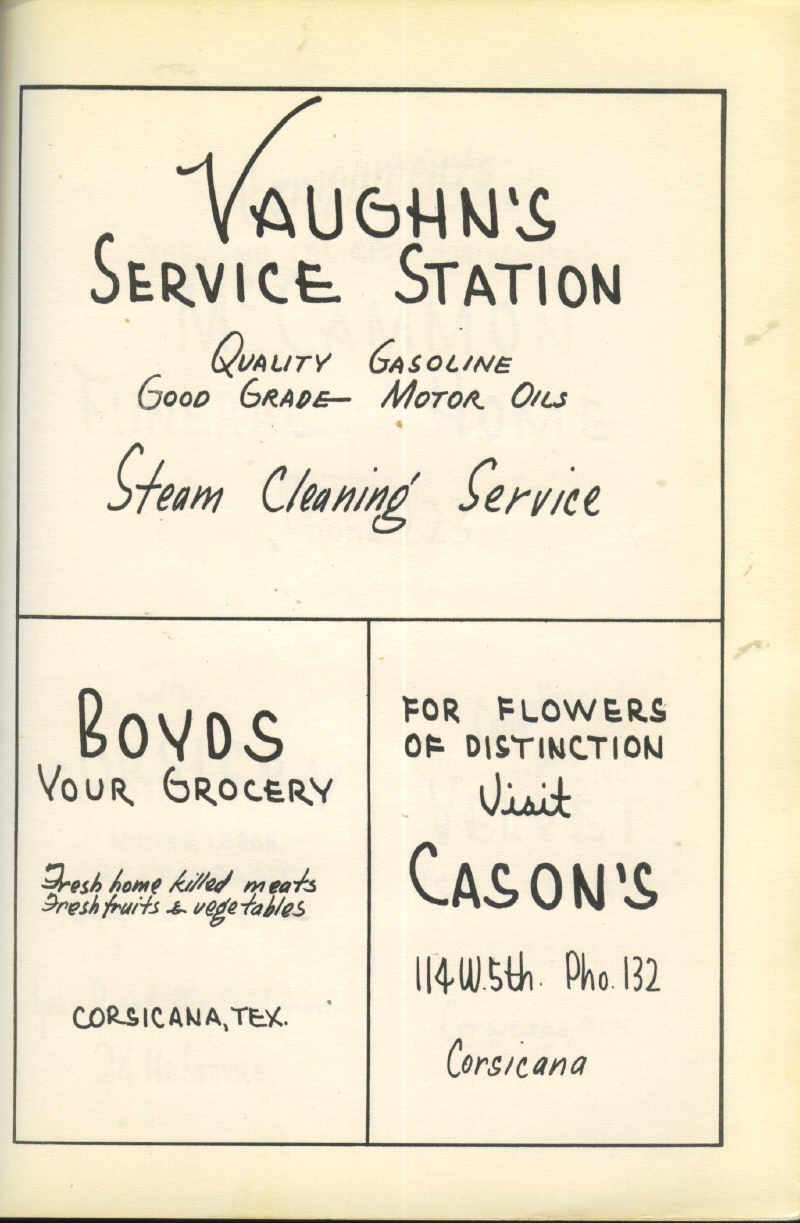 VAUGHN'S
SERVICE STATION
QUALITY GASOLINE
GOOD GRADE MOTOR OILS
Steam Cleaning Service
BOYDS
YOUR GROCERY
Fresh home killed meats
Fresh fruits & vegetables
CORSICANA, TEX.
FOR FLOWERS
OF DISTINCTION
Visit
CASON'S
114 W. 5th. Pho. 132
Corsicana